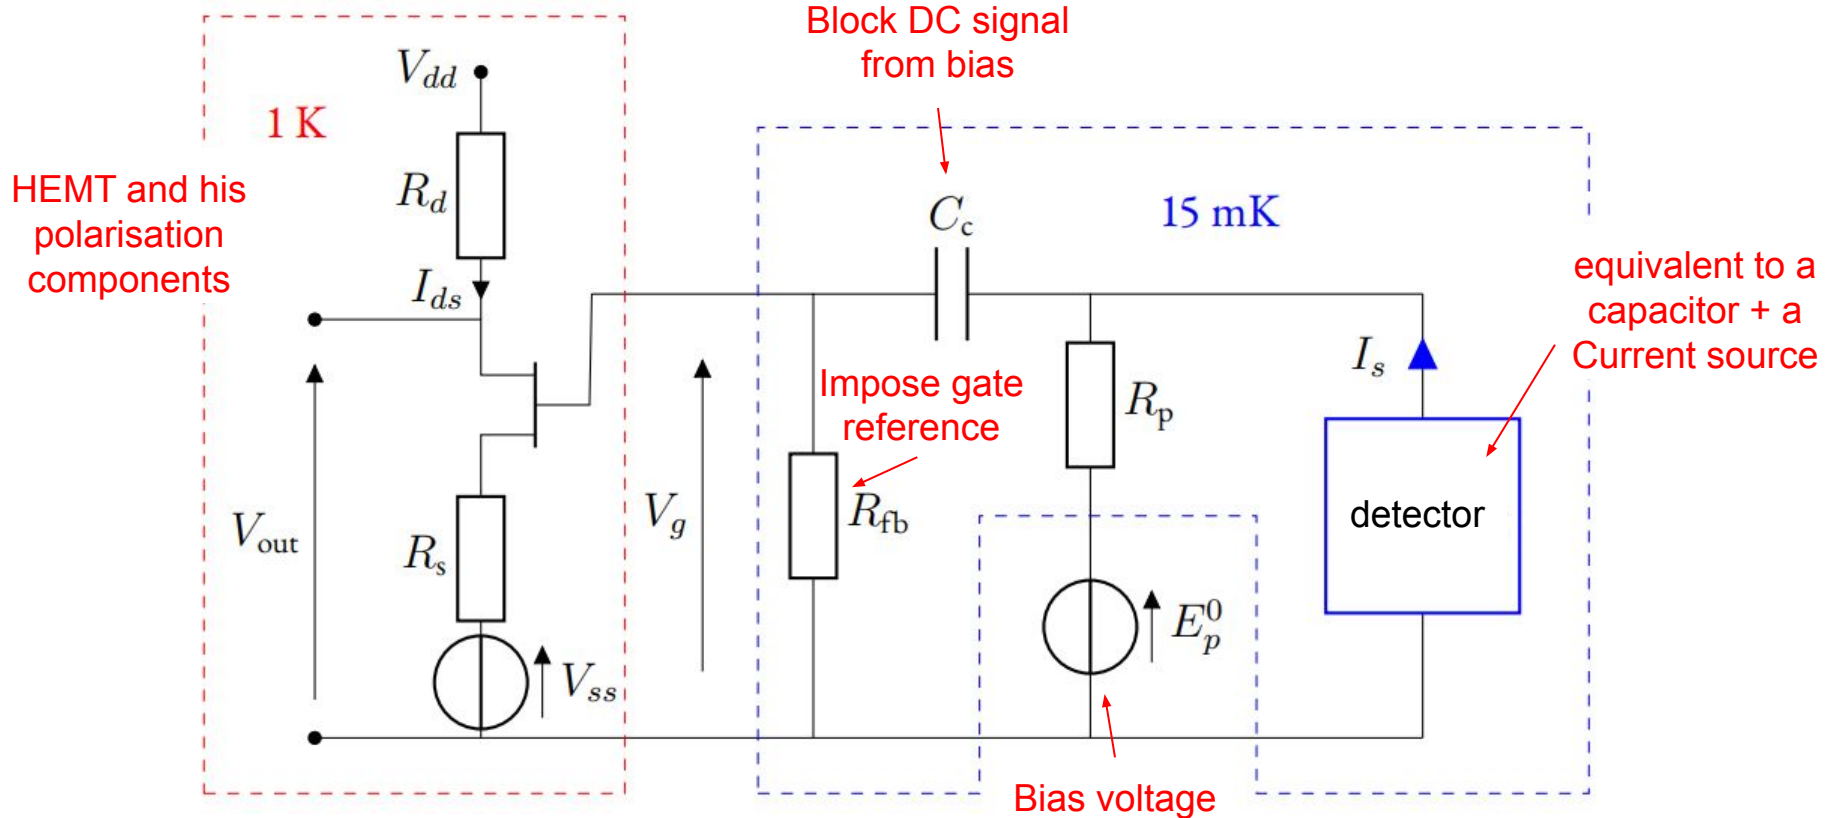 Block DC signal
from bias
V_dd
1 K
R_d
HEMT and his
polarisation
components
I_ds
C_c
15 mK
equivalent to a
capacitor + a
Current source
I_s
Impose gate
reference
R_p
V_out
R_s
V_g
R_fb
detector
V_ss
E_p^0
Bias voltage